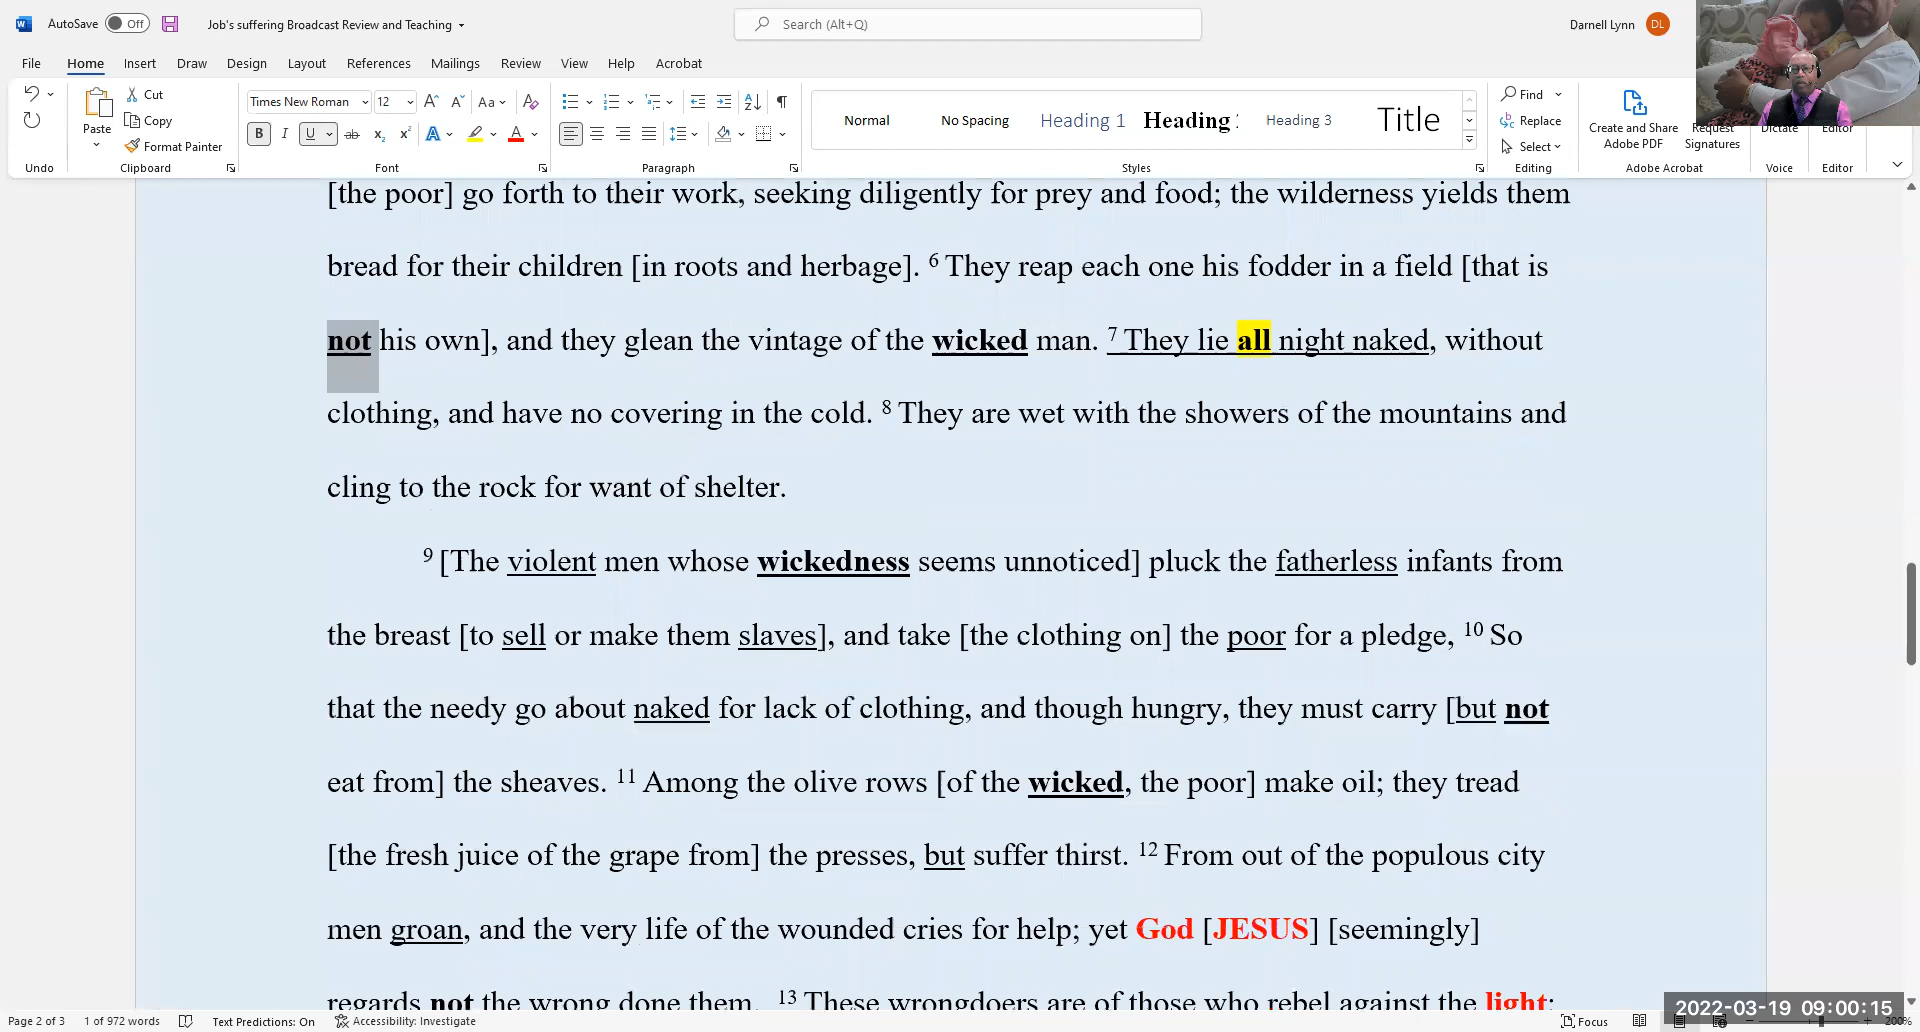 AutoSave Off Job's suffering Broadcast Review and Teaching Search (Alt+Q) Darnell Lynn DL
File Home Insert Draw Design Layout References Mailings Review View Help Acrobat
Paste Cut Copy Format Painter
Times New Roman 12
Normal No Spacing Heading 1 Heading Heading 3 Title
Find Replace Select
Create and Share Adobe PDF
Request Signatures
Dictate Editor
Undo Clipboard Font Paragraph Styles Editing Adobe Acrobat Voice Editor
[the poor] go forth to their work, seeking diligently for prey and food; the wilderness yields them
bread for their children [in roots and herbage]. 6 They reap each one his fodder in a field [that is
not his own], and they glean the vintage of the wicked man. 7 They lie all night naked, without
clothing, and have no covering in the cold. 8 They are wet with the showers of the mountains and
cling to the rock for want of shelter.
9 [The violent men whose wickedness seems unnoticed] pluck the fatherless infants from
the breast [to sell or make them slaves], and take [the clothing on] the poor for a pledge, 10 So
that the needy go about naked for lack of clothing, and though hungry, they must carry [but not
eat from] the sheaves. 11 Among the olive rows [of the wicked, the poor] make oil; they tread
[the fresh juice of the grape from] the presses, but suffer thirst. 12 From out of the populous city
men groan, and the very life of the wounded cries for help; yet God [JESUS] [seemingly]
regards not the wrong done them. 13 These wrongdoers are of those who rebel against the light;
Page 2 of 3 1 of 972 words Text Predictions: On Accessibility: Investigate Focus 200%
2022-03-19 09:00:15